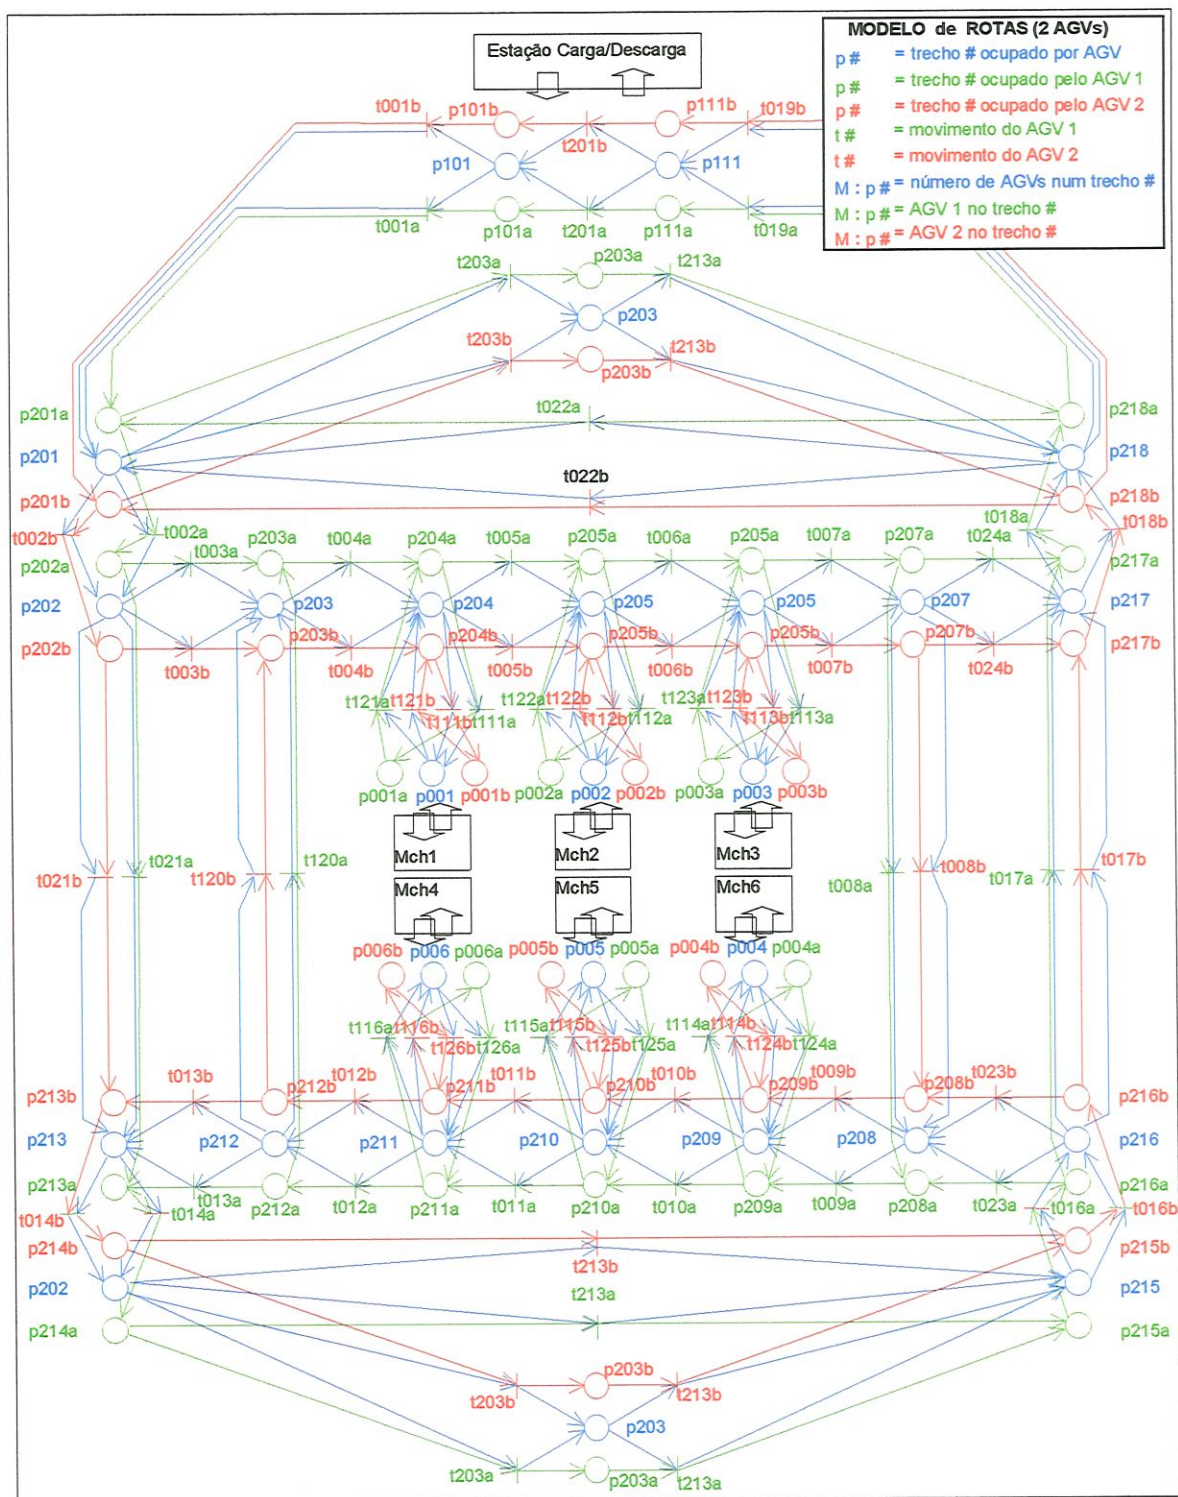 MODELO de ROTAS (2 AGVs)
p # = trecho # ocupado por AGV
p # = trecho # ocupado pelo AGV 1
p # = trecho # ocupado pelo AGV 2
t # = movimento do AGV 1
t # = movimento do AGV 2
M : p # = número de AGVs num trecho #
M : p # = AGV 1 no trecho #
M : p # = AGV 2 no trecho #
Estação Carga/Descarga
t001b p101b p111b t019b
t201b
p101 p111
t001a p101a t201a p111a t019a
t203a p203a t213a
p203
t203b t213b
p203b
p201a t022a p218a
p201 p218
t022b
p201b p218b
t002b t002a t018a t018b
t003a p203a t004a p204a t005a p205a t006a p205a t007a p207a t024a
p202a p217a
p202 p203 p204 p205 p205 p207 p217
p202b p203b p204b p205b p205b p207b p217b
t003b t004b t005b t006b t007b t024b
t121a t121b t111b t111a t122a t122b t112b t112a t123a t123b t113b t113a
p001a p001 p001b p002a p002 p002b p003a p003 p003b
Mch1 Mch2 Mch3
t021b t021a t120b t120a t008a t008b t017a t017b
Mch4 Mch5 Mch6
p006b p006 p006a p005b p005 p005a p004b p004 p004a
t116a t116b t126b t126a t115a t115b t125b t125a t114a t114b t124b t124a
t013b t012b t011b t010b t009b t023b
p213b p212b p211b p210b p209b p208b p216b
p213 p212 p211 p210 p209 p208 p216
p213a t013a p212a t012a p211a t011a p210a t010a p209a t009a p208a t023a p216a
t014b t014a t016a t016b
p214b t213b p215b
p202 p215
t213a
p214a p215a
p203b
t203b t213b
p203
t203a p203a t213a